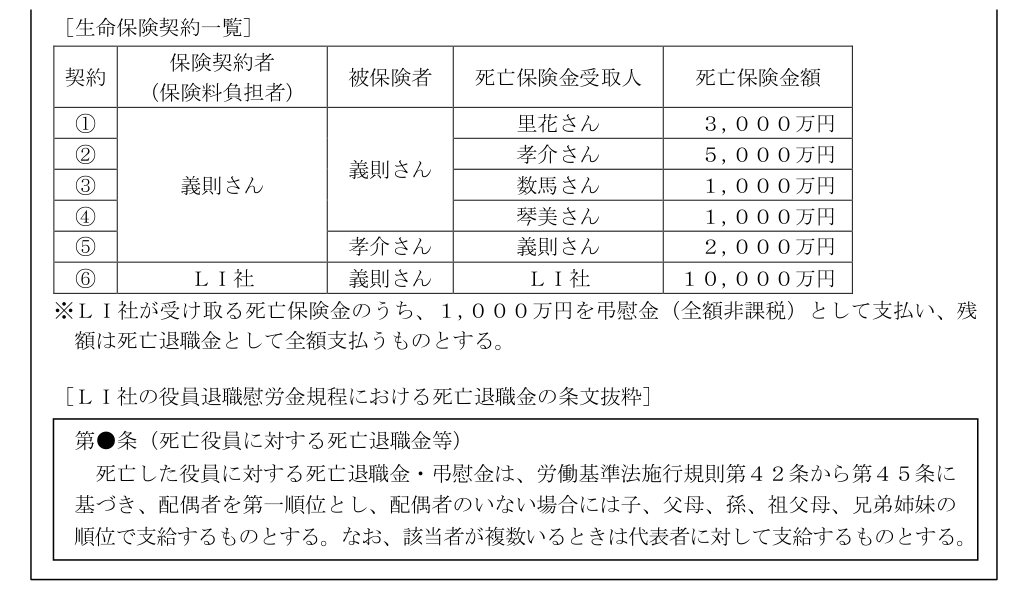 ［生命保険契約一覧］
契約 保険契約者（保険料負担者） 被保険者 死亡保険金受取人 死亡保険金額
① 義則さん 義則さん 里花さん ３，０００万円
② 孝介さん ５，０００万円
③ 数馬さん １，０００万円
④ 琴美さん １，０００万円
⑤ 孝介さん 義則さん ２，０００万円
⑥ ＬＩ社 義則さん ＬＩ社 １０，０００万円
※ＬＩ社が受け取る死亡保険金のうち、１，０００万円を弔慰金（全額非課税）として支払い、残
額は死亡退職金として全額支払うものとする。
［ＬＩ社の役員退職慰労金規程における死亡退職金の条文抜粋］
第●条（死亡役員に対する死亡退職金等）
死亡した役員に対する死亡退職金・弔慰金は、労働基準法施行規則第４２条から第４５条に
基づき、配偶者を第一順位とし、配偶者のいない場合には子、父母、孫、祖父母、兄弟姉妹の
順位で支給するものとする。なお、該当者が複数いるときは代表者に対して支給するものとする。